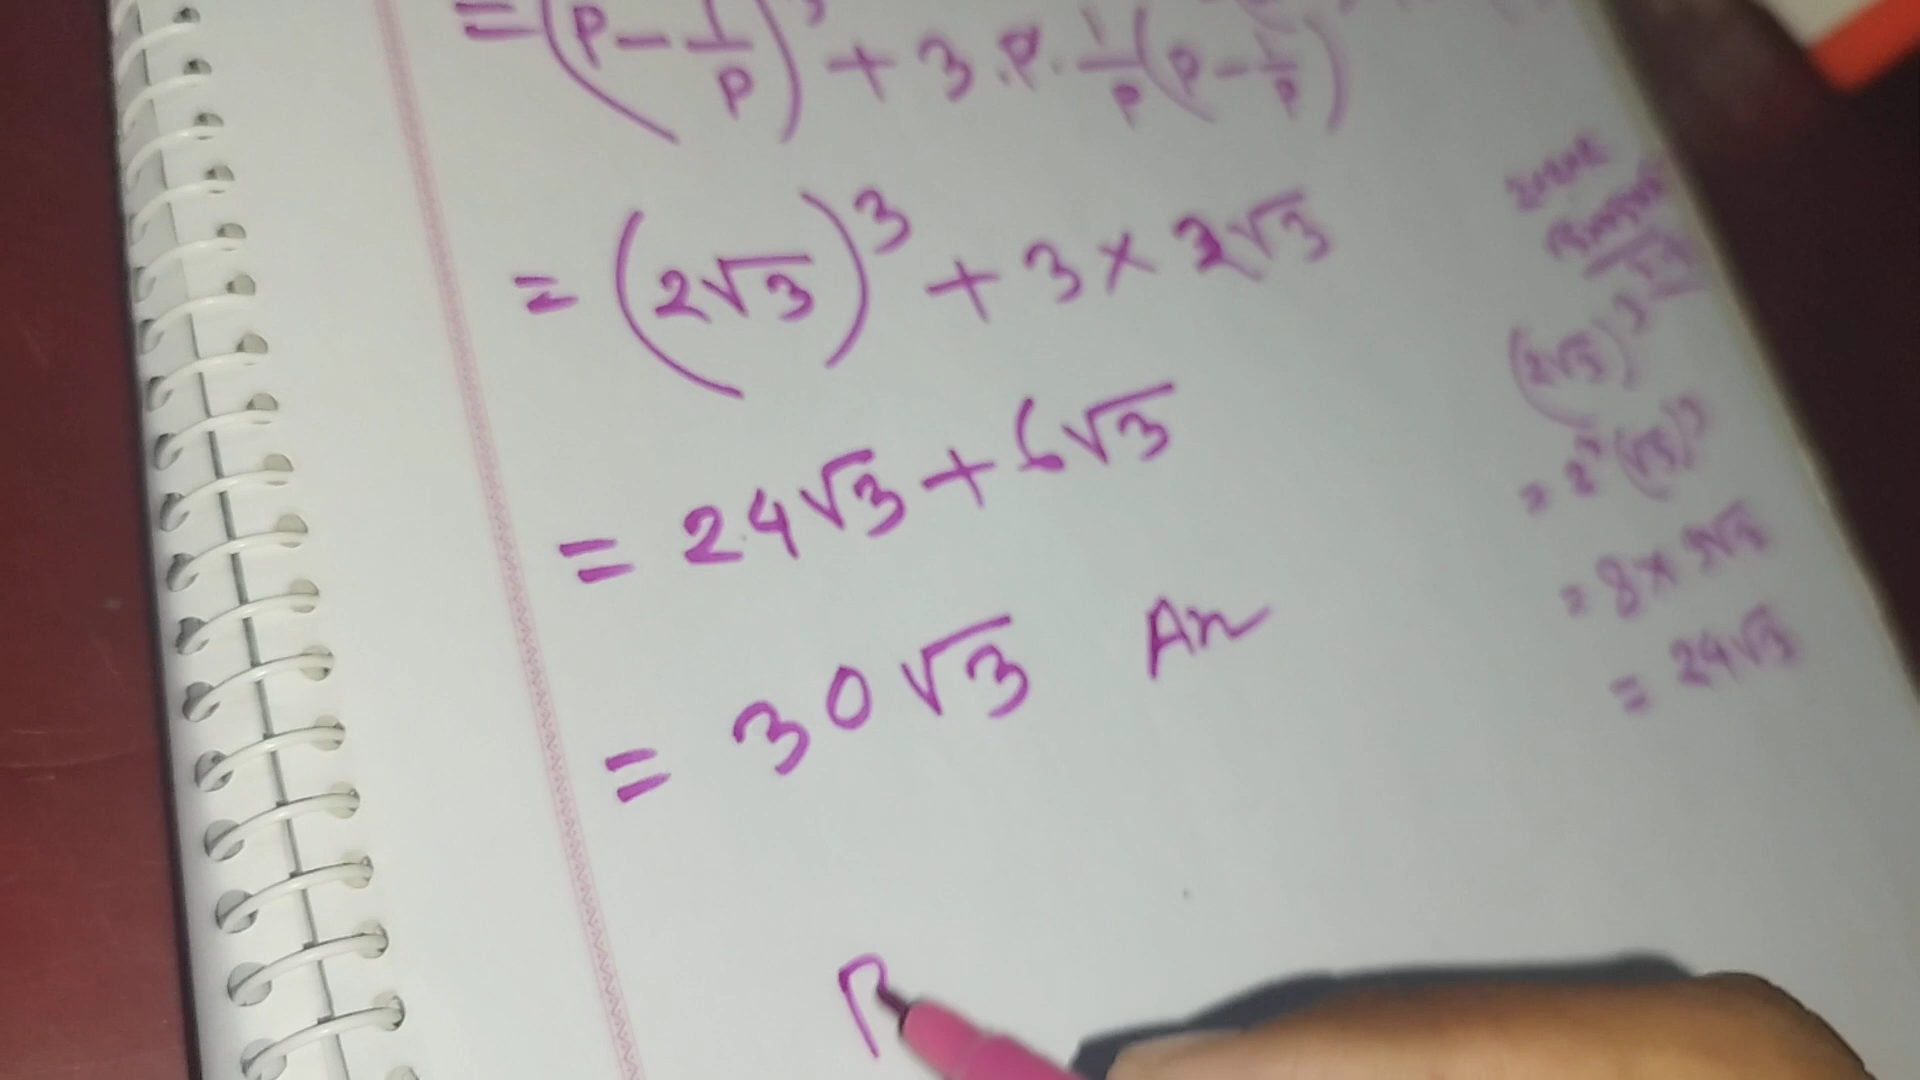 = (P - 1/P)³ + 3.P. 1/P (P - 1/P)
= (2√3)³ + 3 × 2√3
= 24√3 + 6√3
= 30√3 An
(2√3)³
= 2³(√3)³
= 8 × 3√3
= 24√3